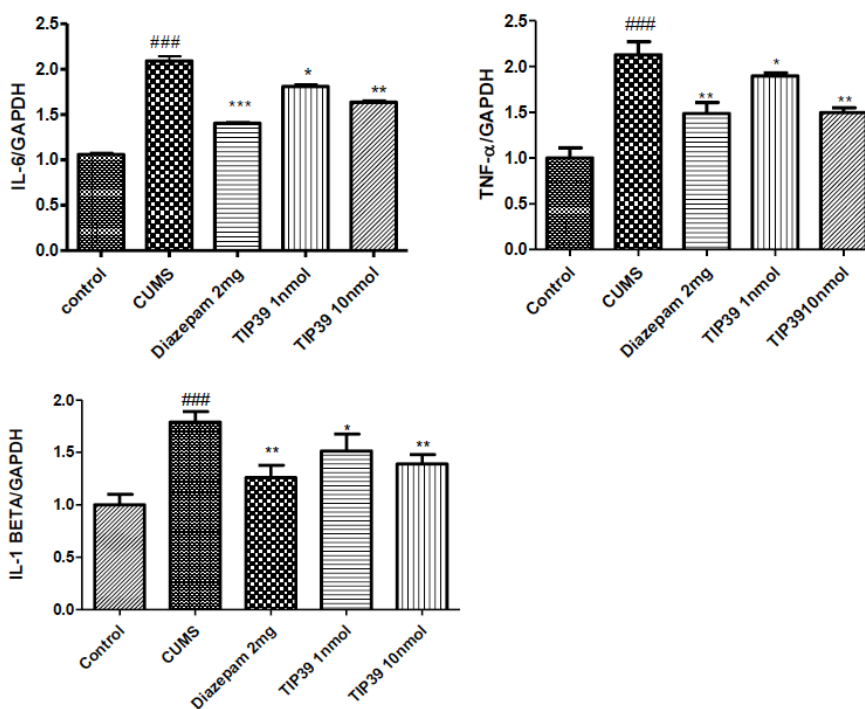 IL-6/GAPDH
2.5
2.0
1.5
1.0
0.5
0.0
###
***
*
**
control
CUMS
Diazepam 2mg
TIP39 1nmol
TIP39 10nmol
TNF-α/GAPDH
2.5
2.0
1.5
1.0
0.5
0.0
###
**
*
**
Control
CUMS
Diazepam 2mg
TIP39 1nmol
TIP3910nmol
IL-1 BETA/GAPDH
2.0
1.5
1.0
0.5
0.0
###
**
*
**
Control
CUMS
Diazepam 2mg
TIP39 1nmol
TIP39 10nmol